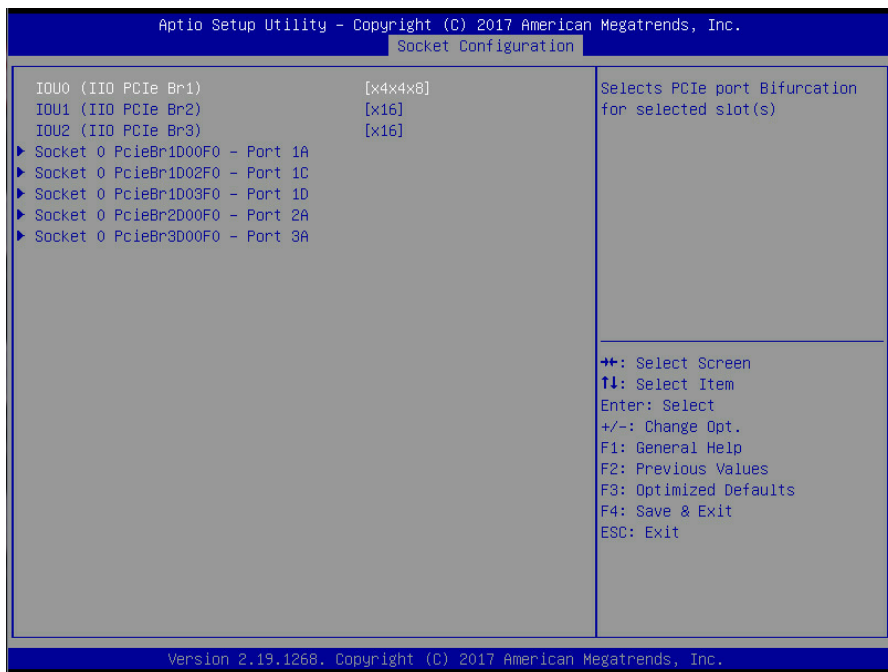 Aptio Setup Utility – Copyright (C) 2017 American Megatrends, Inc.
Socket Configuration
IOU0 (IIO PCIe Br1) [x4x4x8]
IOU1 (IIO PCIe Br2) [x16]
IOU2 (IIO PCIe Br3) [x16]
Socket 0 PcieBr1D00F0 – Port 1A
Socket 0 PcieBr1D02F0 – Port 1C
Socket 0 PcieBr1D03F0 – Port 1D
Socket 0 PcieBr2D00F0 – Port 2A
Socket 0 PcieBr3D00F0 – Port 3A
Selects PCIe port Bifurcation
for selected slot(s)
→←: Select Screen
↑↓: Select Item
Enter: Select
+/-: Change Opt.
F1: General Help
F2: Previous Values
F3: Optimized Defaults
F4: Save & Exit
ESC: Exit
Version 2.19.1268. Copyright (C) 2017 American Megatrends, Inc.